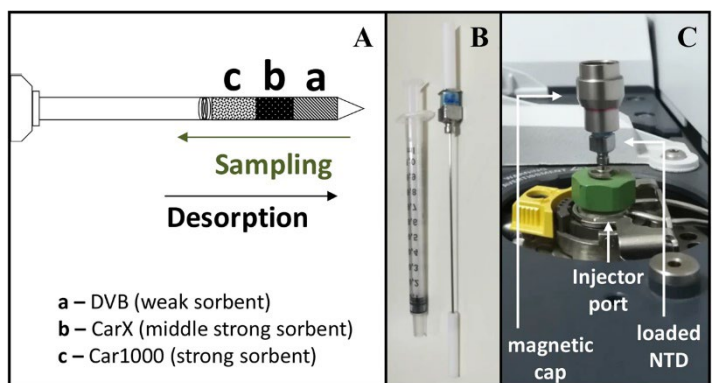 A
c b a
Sampling
Desorption
a – DVB (weak sorbent)
b – CarX (middle strong sorbent)
c – Car1000 (strong sorbent)
B
C
Injector
port
magnetic
cap
loaded
NTD